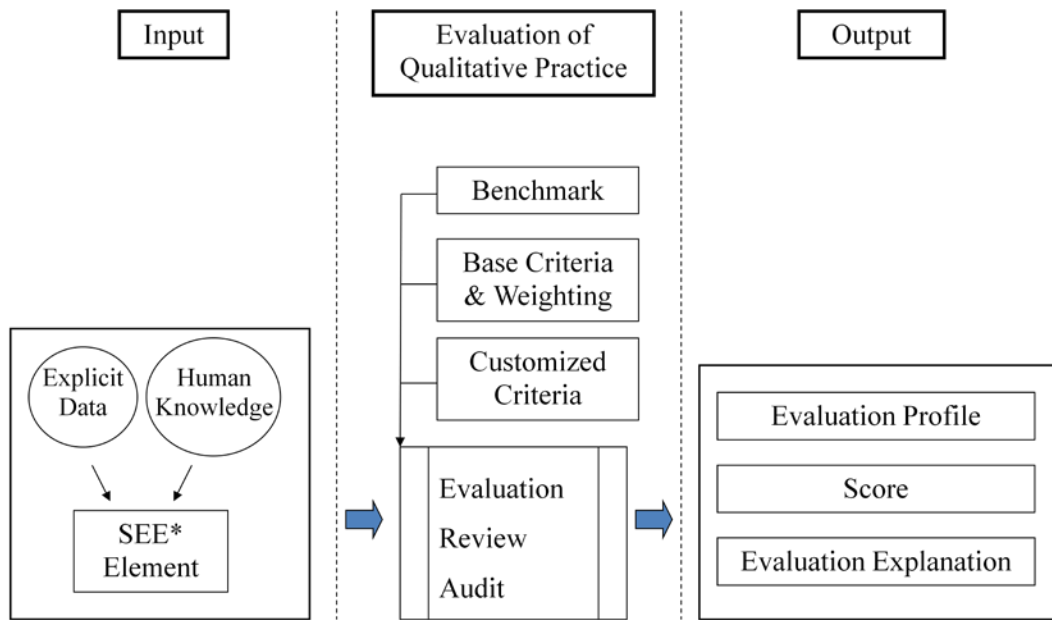 Input
Evaluation of
Qualitative Practice
Output
Benchmark
Base Criteria
& Weighting
Customized
Criteria
Explicit
Data
Human
Knowledge
SEE*
Element
Evaluation
Review
Audit
Evaluation Profile
Score
Evaluation Explanation